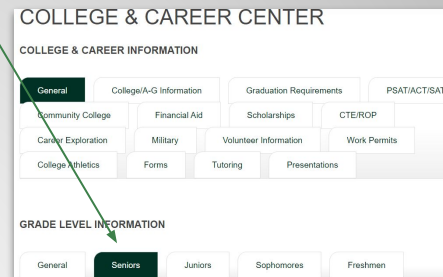 COLLEGE & CAREER CENTER
COLLEGE & CAREER INFORMATION
General College/A-G Information Graduation Requirements PSAT/ACT/SAT
Community College Financial Aid Scholarships CTE/ROP
Career Exploration Military Volunteer Information Work Permits
College Athletics Forms Tutoring Presentations
GRADE LEVEL INFORMATION
General Seniors Juniors Sophomores Freshmen